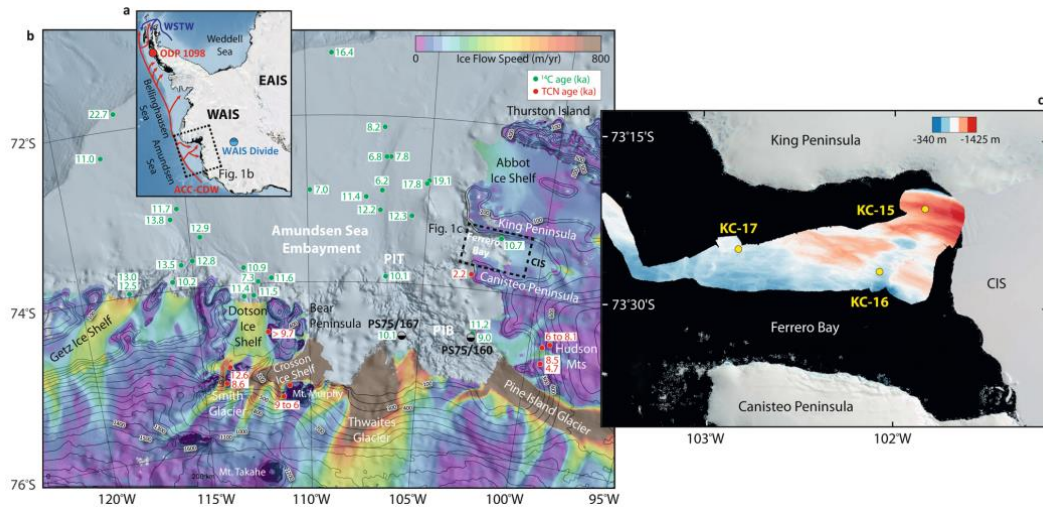 a
WSTW
Weddell
Sea
ODP 1098
EAIS
Bellinghausen
Sea
WAIS
WAIS Divide
Amundsen
Sea
Fig. 1b
ACC-CDW
b
0
800
Ice Flow Speed (m/yr)
¹⁴C age (ka)
TCN age (ka)
16.4
22.7
11.0
8.2
6.8
7.8
6.2
17.8
19.1
7.0
11.4
12.2
12.3
11.7
13.8
12.9
12.8
13.5
13.0
12.5
10.2
10.9
7.3
11.6
11.4
11.5
10.1
10.7
2.2
Thurston Island
Abbot
Ice Shelf
King Peninsula
Fig. 1c
Ferrero
Bay
CIS
Canisteo Peninsula
Amundsen Sea
Embayment
PIT
Bear
Peninsula
PS75/167
10.1
PIB
11.2
9.0
PS75/160
6 to 8.1
Hudson
Mts
8.5
4.7
Getz Ice Shelf
Dotson
Ice
Shelf
> 9.7
Crosson
Ice Shelf
12.6
8.6
Smith
Glacier
Mt. Murphy
9 to 6
Thwaites
Glacier
Pine Island Glacier
Mt. Takahe
72°S
74°S
76°S
120°W
115°W
110°W
105°W
100°W
95°W
c
-340 m
-1425 m
73°15'S
73°30'S
King Peninsula
KC-15
KC-17
KC-16
CIS
Ferrero Bay
Canisteo Peninsula
103°W
102°W